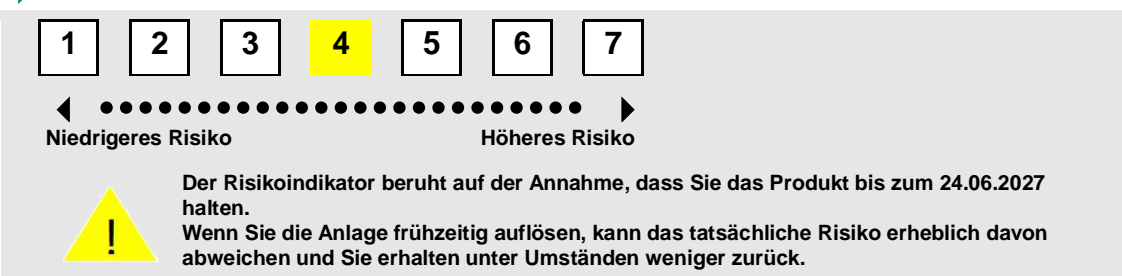 1 2 3 4 5 6 7
Niedrigeres Risiko Höheres Risiko
Der Risikoindikator beruht auf der Annahme, dass Sie das Produkt bis zum 24.06.2027
halten.
Wenn Sie die Anlage frühzeitig auflösen, kann das tatsächliche Risiko erheblich davon
abweichen und Sie erhalten unter Umständen weniger zurück.
!